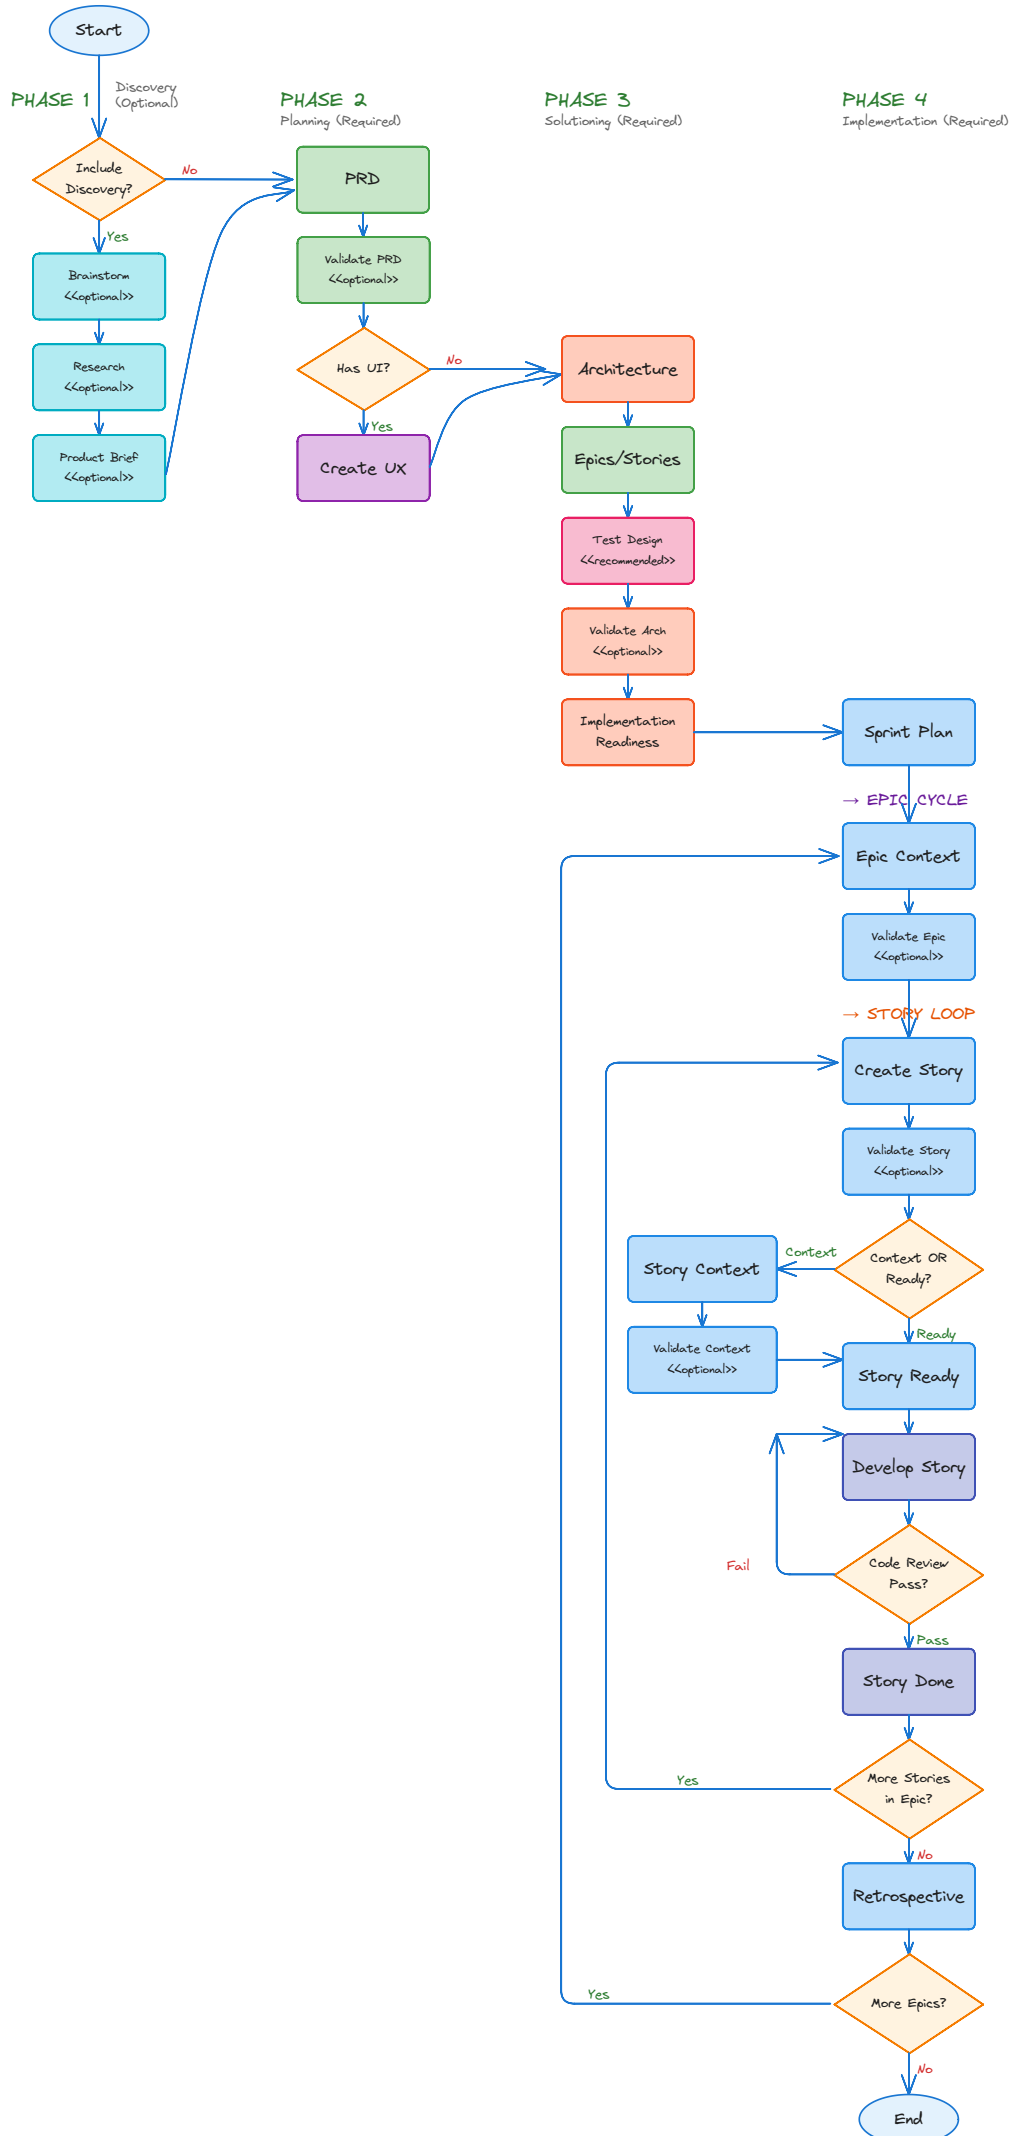 Start
PHASE 1
Discovery
(Optional)
Include
Discovery?
No
Yes
Brainstorm
<<optional>>
Research
<<optional>>
Product Brief
<<optional>>
PHASE 2
Planning (Required)
PRD
Validate PRD
<<optional>>
Has UI?
No
Yes
Create UX
PHASE 3
Solutioning (Required)
Architecture
Epics/Stories
Test Design
<<recommended>>
Validate Arch
<<optional>>
Implementation
Readiness
PHASE 4
Implementation (Required)
Sprint Plan
→ EPIC CYCLE
Epic Context
Validate Epic
<<optional>>
→ STORY LOOP
Create Story
Validate Story
<<optional>>
Context OR
Ready?
Context
Story Context
Validate Context
<<optional>>
Ready
Story Ready
Develop Story
Code Review
Pass?
Fail
Pass
Story Done
More Stories
in Epic?
Yes
No
Retrospective
More Epics?
Yes
No
End